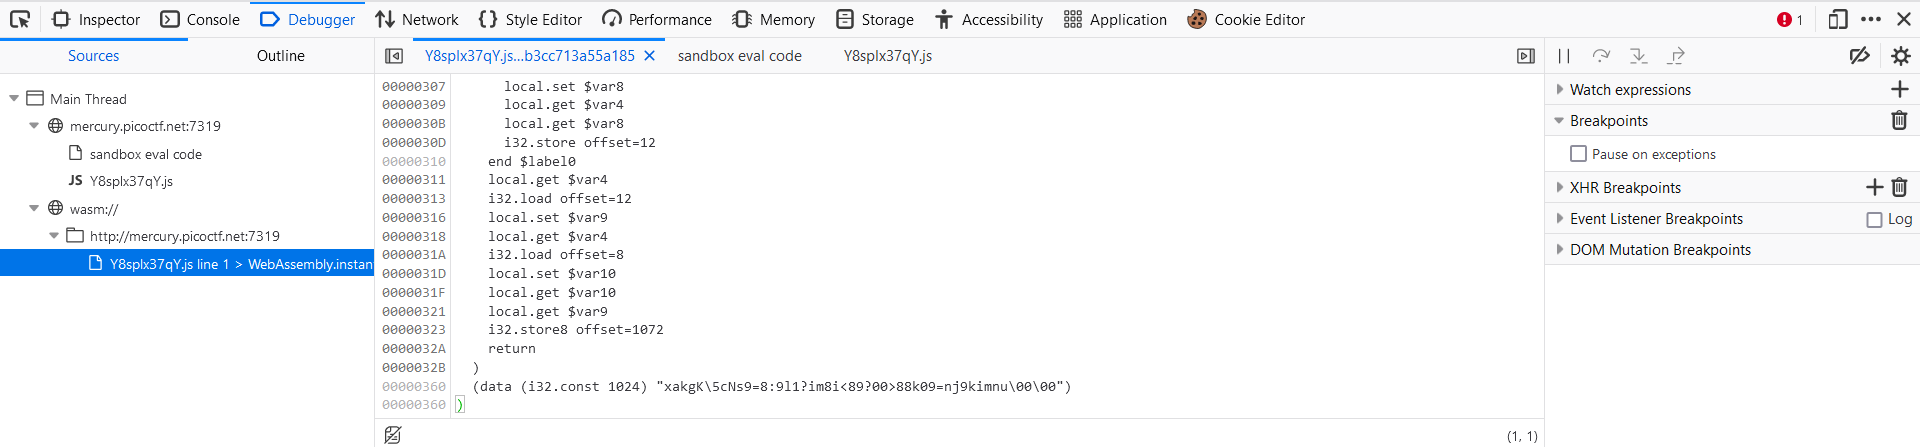 Inspector Console Debugger Network Style Editor Performance Memory Storage Accessibility Application Cookie Editor 1
Sources Outline Y8splx37qY.js...b3cc713a55a185 sandbox eval code Y8splx37qY.js
Main Thread
mercury.picoctf.net:7319
sandbox eval code
JS Y8splx37qY.js
wasm://
http://mercury.picoctf.net:7319
Y8splx37qY.js line 1 > WebAssembly.instan
00000307 local.set $var8
00000309 local.get $var4
0000030B local.get $var8
0000030D i32.store offset=12
00000310 end $label0
00000311 local.get $var4
00000313 i32.load offset=12
00000316 local.set $var9
00000318 local.get $var4
0000031A i32.load offset=8
0000031D local.set $var10
0000031F local.get $var10
00000321 local.get $var9
00000323 i32.store8 offset=1072
0000032A return
0000032B )
00000360 (data (i32.const 1024) "xakgK\5cNs9=8:9l1?im8i<89?00>88k09=nj9kimnu\00\00")
00000360 )
(1, 1)
Watch expressions
Breakpoints
Pause on exceptions
XHR Breakpoints
Event Listener Breakpoints Log
DOM Mutation Breakpoints